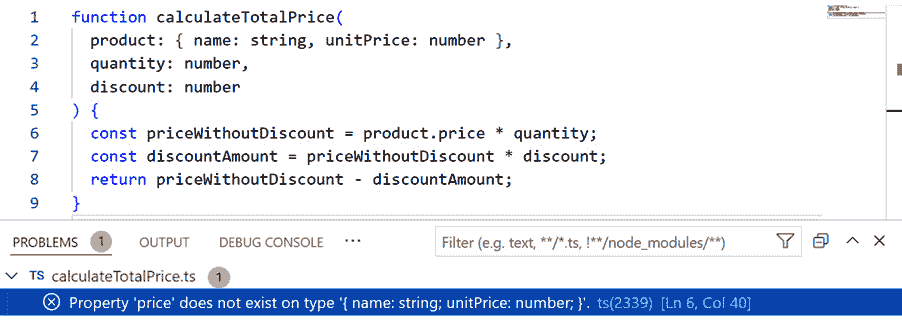 1 function calculateTotalPrice(
2 product: { name: string, unitPrice: number },
3 quantity: number,
4 discount: number
5 ) {
6 const priceWithoutDiscount = product.price * quantity;
7 const discountAmount = priceWithoutDiscount * discount;
8 return priceWithoutDiscount - discountAmount;
9 }
PROBLEMS 1 OUTPUT DEBUG CONSOLE ··· Filter (e.g. text, **/*.ts, !**/node_modules/**)
TS calculateTotalPrice.ts 1
Property 'price' does not exist on type '{ name: string; unitPrice: number; }'. ts(2339) [Ln 6, Col 40]